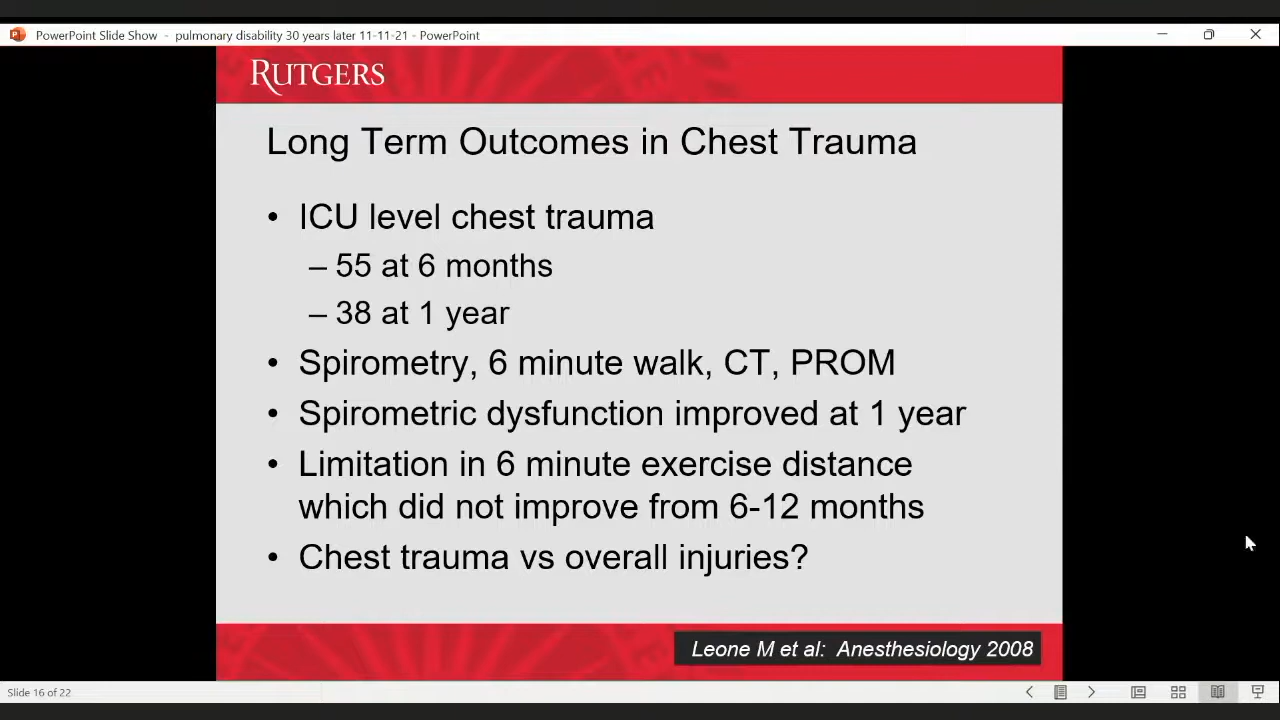 PowerPoint Slide Show - pulmonary disability 30 years later 11-11-21 - PowerPoint
RUTGERS
Long Term Outcomes in Chest Trauma
• ICU level chest trauma
– 55 at 6 months
– 38 at 1 year
• Spirometry, 6 minute walk, CT, PROM
• Spirometric dysfunction improved at 1 year
• Limitation in 6 minute exercise distance
which did not improve from 6-12 months
• Chest trauma vs overall injuries?
Leone M et al: Anesthesiology 2008
Slide 16 of 22